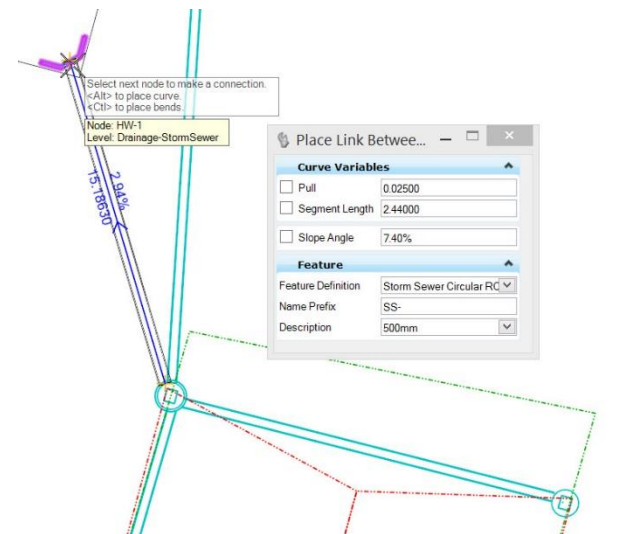 Select next node to make a connection.
<Alt> to place curve.
<Ctl> to place bends.
Node: HW-1
Level: Drainage-StormSewer
2.94%
15.18630
Place Link Betwee...
Curve Variables
Pull 0.02500
Segment Length 2.44000
Slope Angle 7.40%
Feature
Feature Definition Storm Sewer Circular RC
Name Prefix SS-
Description 500mm